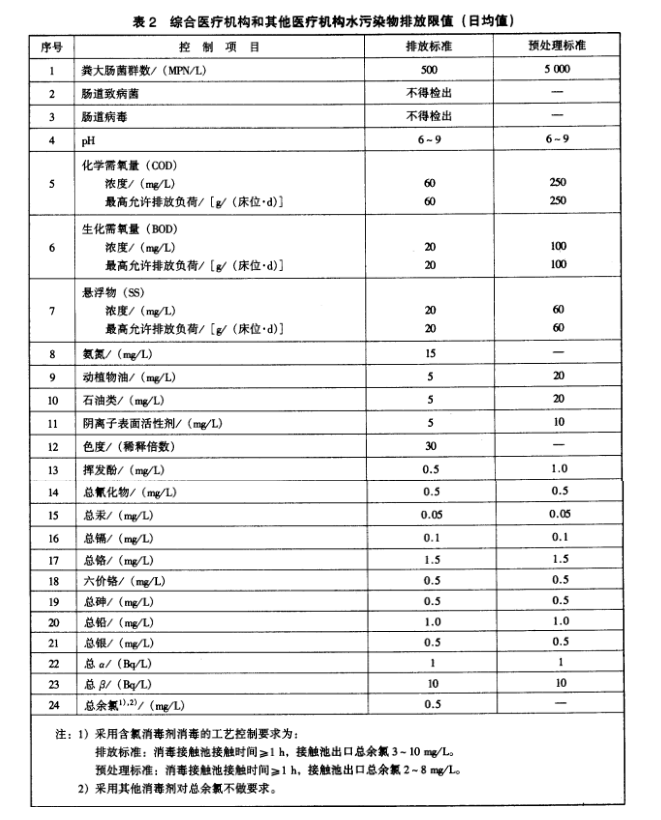 表 2 综合医疗机构和其他医疗机构水污染物排放限值（日均值）
序号 控制项目 排放标准 预处理标准
1 粪大肠菌群数/（MPN/L） 500 5 000
2 肠道致病菌 不得检出 —
3 肠道病毒 不得检出 —
4 pH 6~9 6~9
5 化学需氧量（COD）
浓度/（mg/L） 60 250
最高允许排放负荷/［g/（床位·d）］ 60 250
6 生化需氧量（BOD）
浓度/（mg/L） 20 100
最高允许排放负荷/［g/（床位·d）］ 20 100
7 悬浮物（SS）
浓度/（mg/L） 20 60
最高允许排放负荷/［g/（床位·d）］ 20 60
8 氨氮/（mg/L） 15 —
9 动植物油/（mg/L） 5 20
10 石油类/（mg/L） 5 20
11 阴离子表面活性剂/（mg/L） 5 10
12 色度/（稀释倍数） 30 —
13 挥发酚/（mg/L） 0.5 1.0
14 总氰化物/（mg/L） 0.5 0.5
15 总汞/（mg/L） 0.05 0.05
16 总镉/（mg/L） 0.1 0.1
17 总铬/（mg/L） 1.5 1.5
18 六价铬/（mg/L） 0.5 0.5
19 总砷/（mg/L） 0.5 0.5
20 总铅/（mg/L） 1.0 1.0
21 总银/（mg/L） 0.5 0.5
22 总 α/（Bq/L） 1 1
23 总 β/（Bq/L） 10 10
24 总余氯1),2)/（mg/L） 0.5 —
注：1）采用含氯消毒剂消毒的工艺控制要求为：
排放标准：消毒接触池接触时间≥1 h，接触池出口总余氯 3~10 mg/L。
预处理标准：消毒接触池接触时间≥1 h，接触池出口总余氯 2~8 mg/L。
2）采用其他消毒剂对总余氯不做要求。